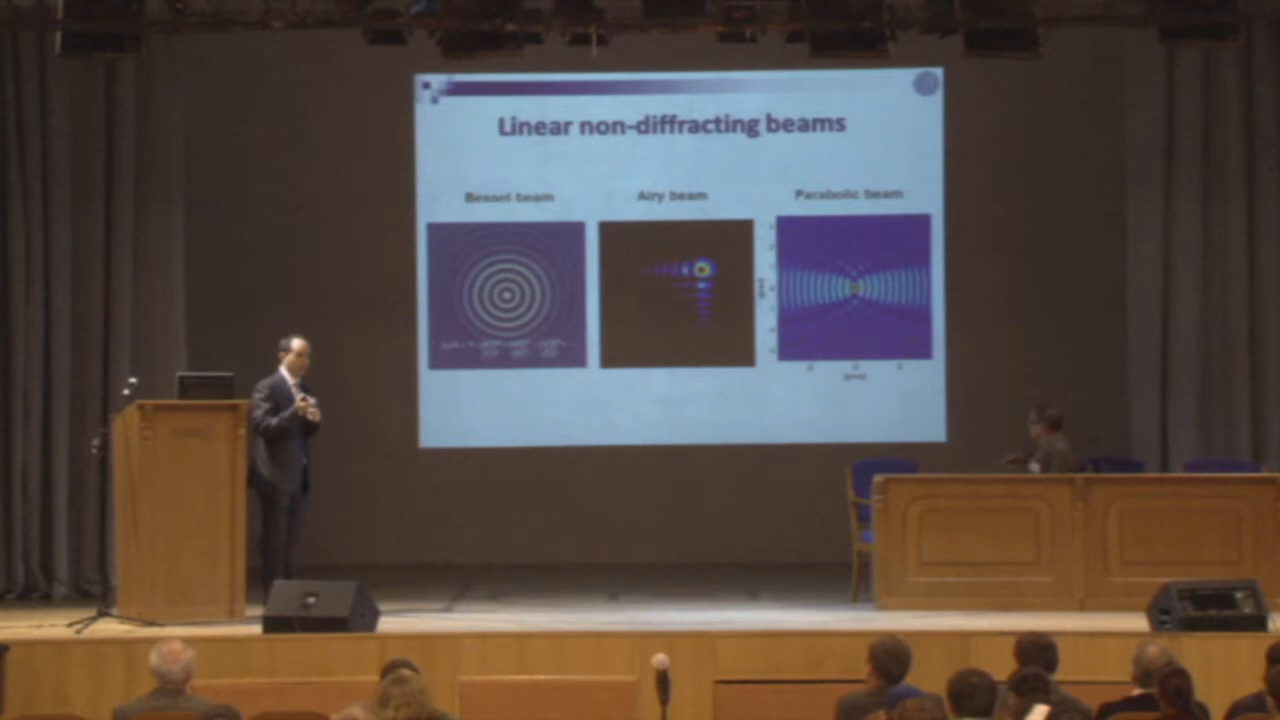 Linear non-diffracting beams
Bessel beam
Airy beam
Parabolic beam